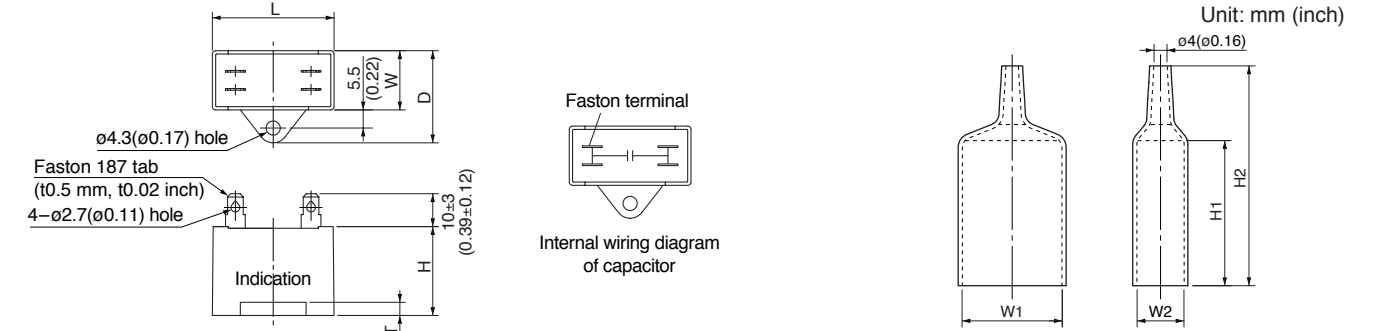 Unit: mm (inch)
L
5.5
(0.22)
W
D
ø4(ø0.16)
Faston terminal
ø4.3(ø0.17) hole
Faston 187 tab
(t0.5 mm, t0.02 inch)
4–ø2.7(ø0.11) hole
10±3
(0.39±0.12)
H
Indication
Internal wiring diagram
of capacitor
H1
H2
W1
W2